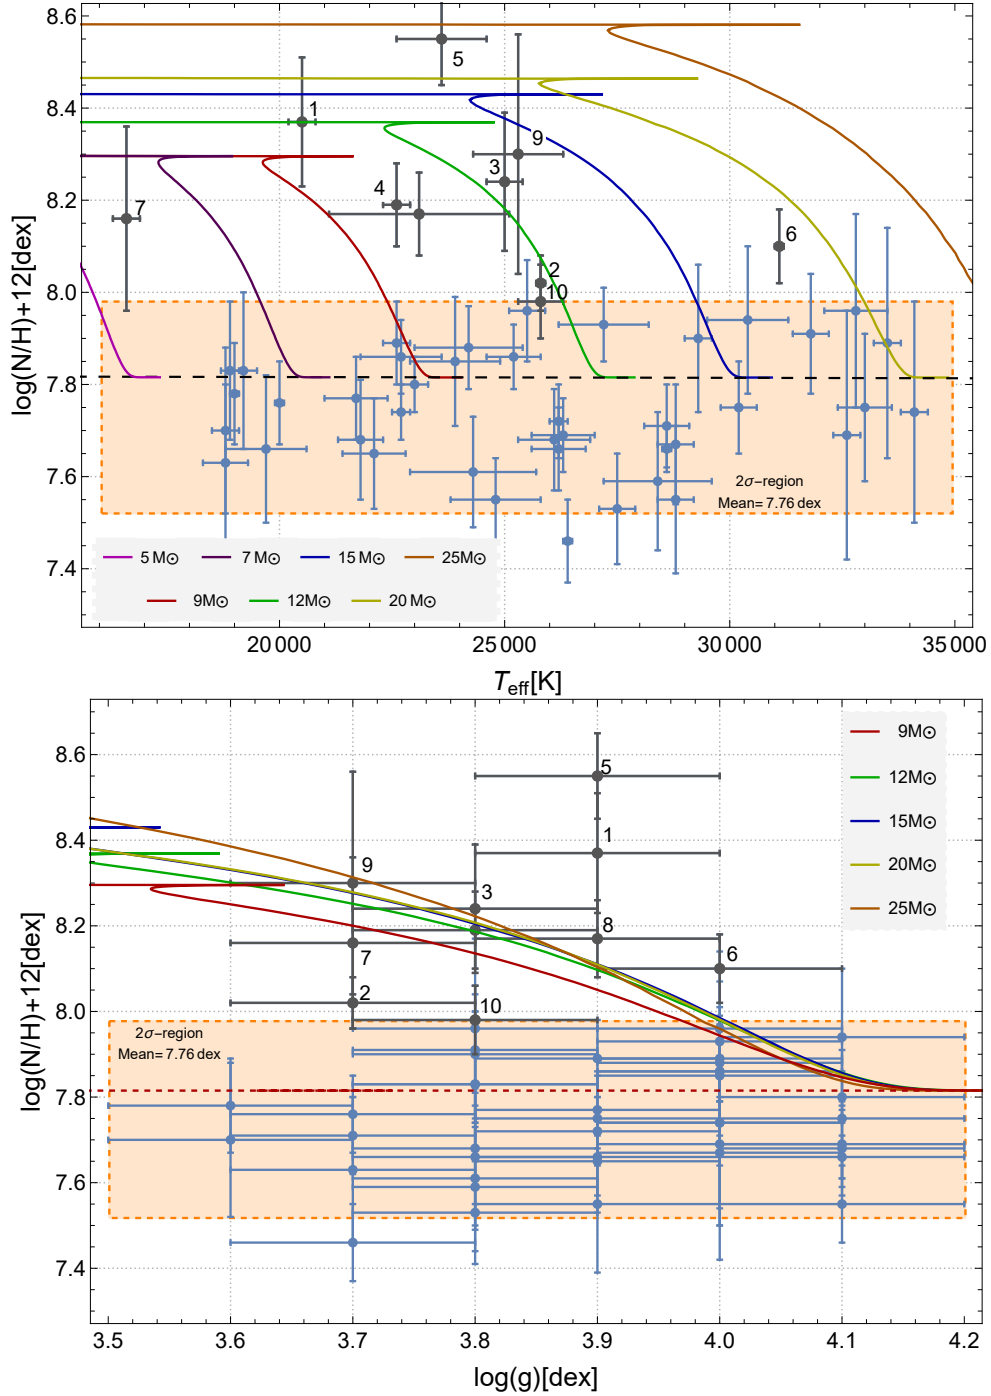 8.6
8.4
8.2
8.0
7.8
7.6
7.4
log(N/H)+12[dex]
5
1
9
3
4
7
6
2
10
2σ−region
Mean= 7.76 dex
5 M⊙
7 M⊙
15 M⊙
25M⊙
9M⊙
12M⊙
20 M⊙
20 000
25 000
30 000
35 000
Teff[K]
8.6
8.4
8.2
8.0
7.8
7.6
7.4
log(N/H)+12[dex]
9M⊙
12M⊙
15M⊙
20M⊙
25M⊙
5
1
9
3
8
7
6
2
10
2σ−region
Mean= 7.76 dex
3.5
3.6
3.7
3.8
3.9
4.0
4.1
4.2
log(g)[dex]